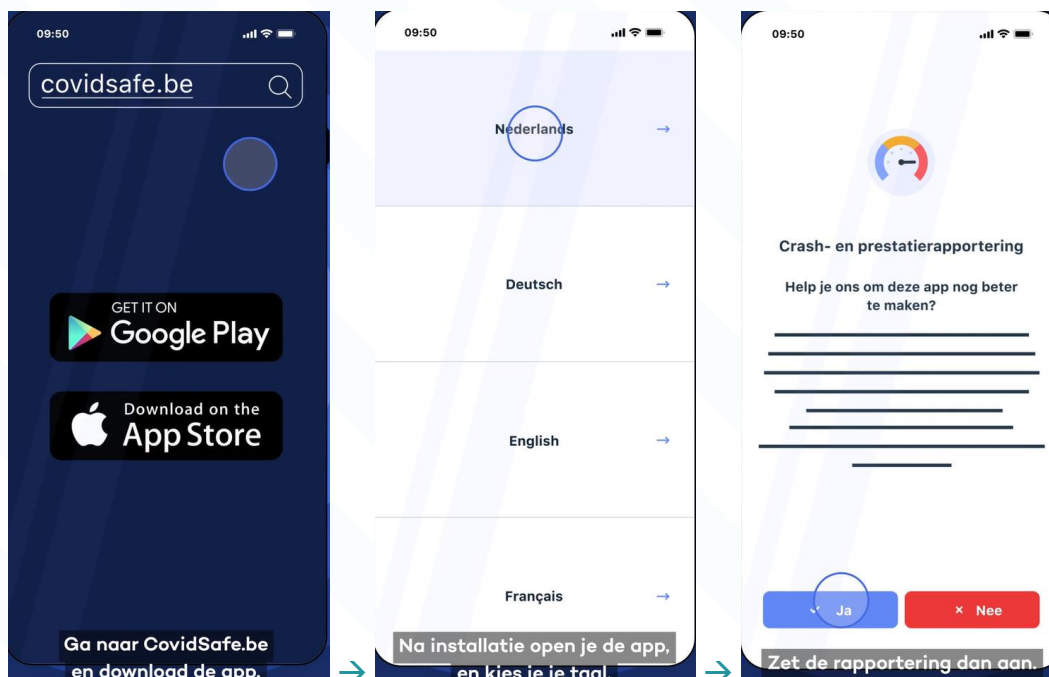 09:50
covidsafe.be
GET IT ON
Google Play
Download on the
App Store
Ga naar CovidSafe.be
en download de app.
09:50
Nederlands →
Deutsch →
English →
Français →
Na installatie open je de app,
en kies je je taal.
09:50
Crash- en prestatierapportering
Help je ons om deze app nog beter
te maken?
✓ Ja
× Nee
Zet de rapportering dan aan.